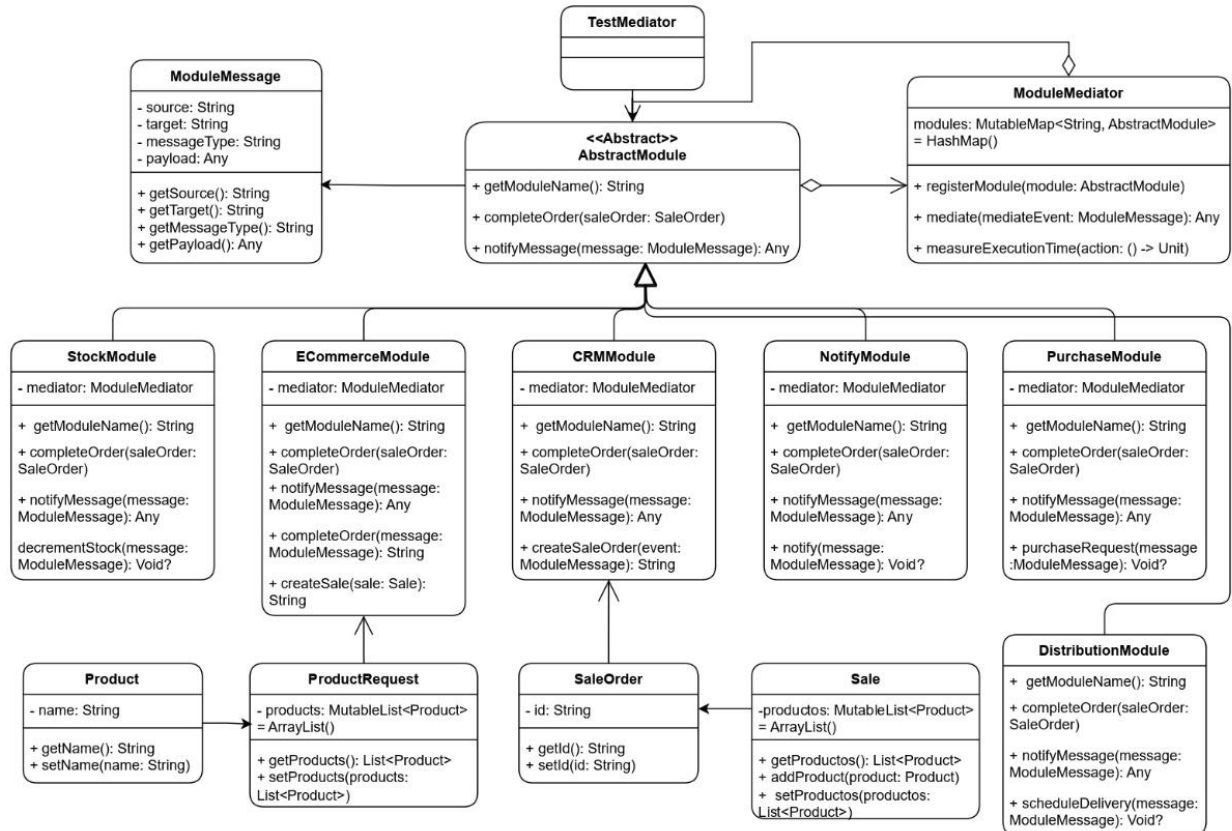 TestMediator
ModuleMessage
- source: String
- target: String
- messageType: String
- payload: Any
+ getSource(): String
+ getTarget(): String
+ getMessageType(): String
+ getPayload(): Any
<<Abstract>>
AbstractModule
+ getModuleName(): String
+ completeOrder(saleOrder: SaleOrder)
+ notifyMessage(message: ModuleMessage): Any
ModuleMediator
modules: MutableMap<String, AbstractModule>
= HashMap()
+ registerModule(module: AbstractModule)
+ mediate(mediateEvent: ModuleMessage): Any
+ measureExecutionTime(action: () -> Unit)
StockModule
- mediator: ModuleMediator
+ getModuleName(): String
+ completeOrder(saleOrder:
SaleOrder)
+ notifyMessage(message:
ModuleMessage): Any
decrementStock(message:
ModuleMessage): Void?
ECommerceModule
- mediator: ModuleMediator
+ getModuleName(): String
+ completeOrder(saleOrder:
SaleOrder)
+ notifyMessage(message:
ModuleMessage): Any
+ completeOrder(message:
ModuleMessage): String
+ createSale(sale: Sale):
String
CRMModule
- mediator: ModuleMediator
+ getModuleName(): String
+ completeOrder(saleOrder:
SaleOrder)
+ notifyMessage(message:
ModuleMessage): Any
+ createSaleOrder(event:
ModuleMessage): String
NotifyModule
- mediator: ModuleMediator
+ getModuleName(): String
+ completeOrder(saleOrder:
SaleOrder)
+ notifyMessage(message:
ModuleMessage): Any
+ notify(message:
ModuleMessage): Void?
PurchaseModule
- mediator: ModuleMediator
+ getModuleName(): String
+ completeOrder(saleOrder:
SaleOrder)
+ notifyMessage(message:
ModuleMessage): Any
+ purchaseRequest(message
:ModuleMessage): Void?
Product
- name: String
+ getName(): String
+ setName(name: String)
ProductRequest
- products: MutableList<Product>
= ArrayList()
+ getProducts(): List<Product>
+ setProducts(products:
List<Product>)
SaleOrder
- id: String
+ getId(): String
+ setId(id: String)
Sale
-productos: MutableList<Product>
= ArrayList()
+ getProductos(): List<Product>
+ addProduct(product: Product)
+ setProductos(productos:
List<Product>)
DistributionModule
+ getModuleName(): String
+ completeOrder(saleOrder:
SaleOrder)
+ notifyMessage(message:
ModuleMessage): Any
+ scheduleDelivery(message:
ModuleMessage): Void?